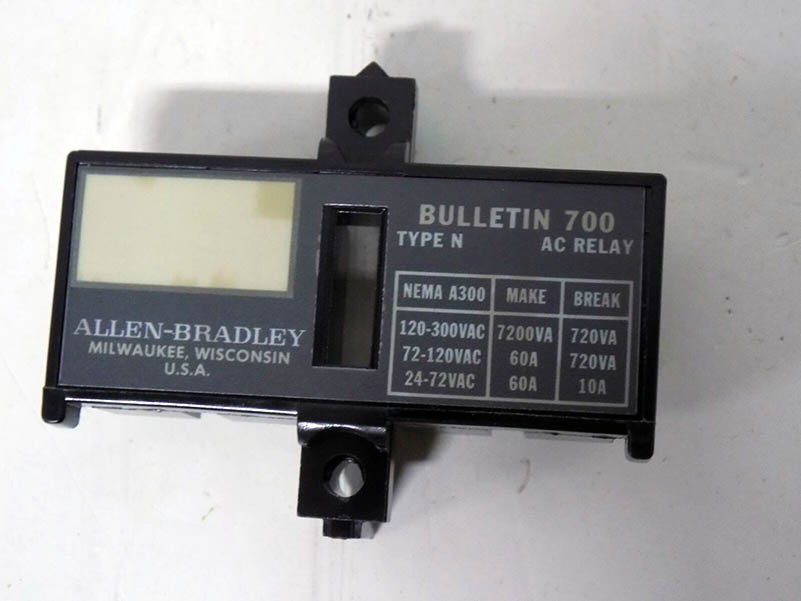 ALLEN-BRADLEY
MILWAUKEE, WISCONSIN
U.S.A.
BULLETIN 700
TYPE N AC RELAY
NEMA A300 MAKE BREAK
120-300VAC 7200VA 720VA
72-120VAC 60A 720VA
24-72VAC 60A 10A